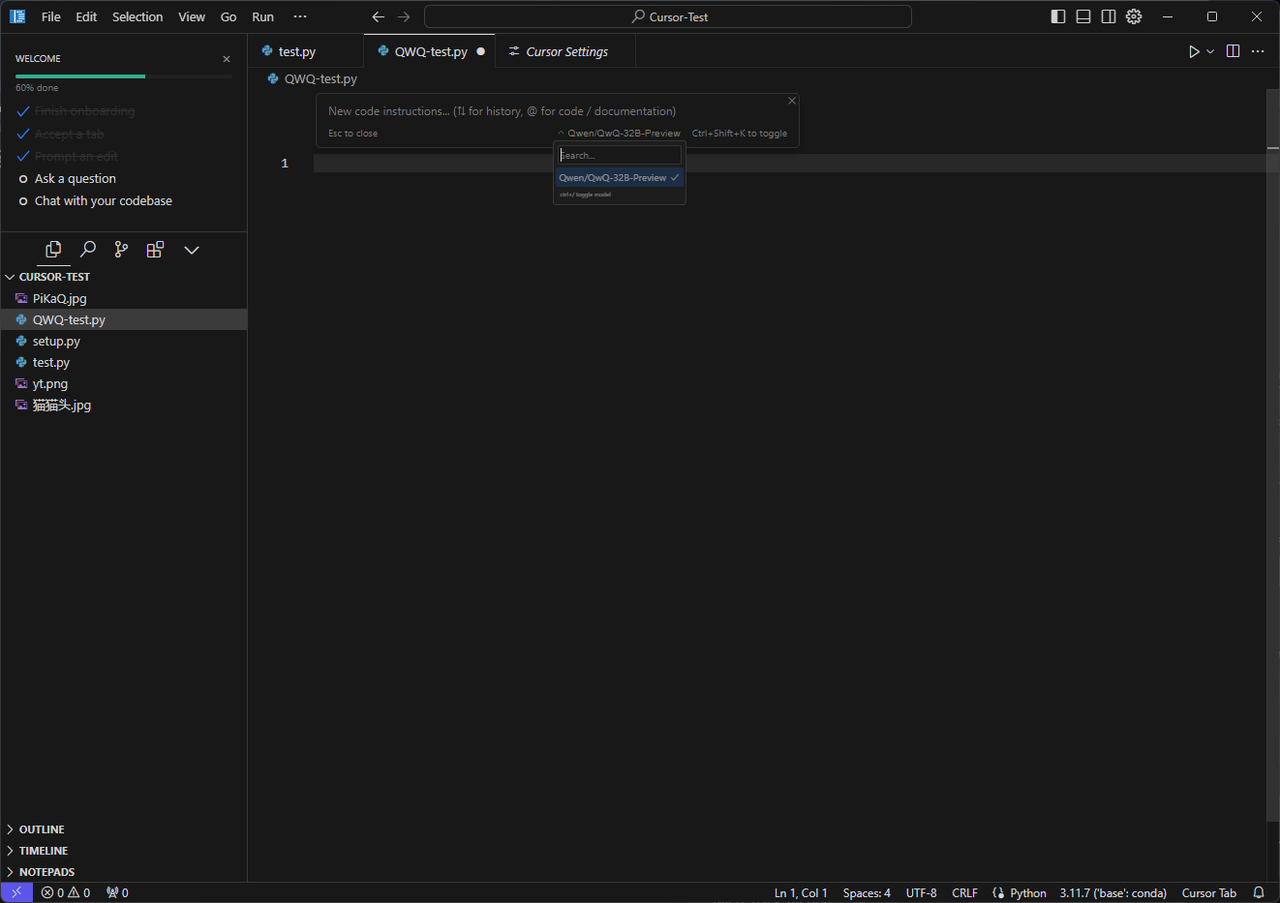 File Edit Selection View Go Run ···
Cursor-Test
WELCOME
60% done
Finish onboarding
Accept a tab
Prompt an edit
Ask a question
Chat with your codebase
CURSOR-TEST
PiKaQ.jpg
QWQ-test.py
setup.py
test.py
yt.png
猫猫头.jpg
OUTLINE
TIMELINE
NOTEPADS
test.py QWQ-test.py Cursor Settings
QWQ-test.py
New code instructions... (⇅ for history, @ for code / documentation)
Esc to close Qwen/QwQ-32B-Preview Ctrl+Shift+K to toggle
Search...
Qwen/QwQ-32B-Preview
ctrl+/ toggle model
1
0 0 0 Ln 1, Col 1 Spaces: 4 UTF-8 CRLF Python 3.11.7 ('base': conda) Cursor Tab